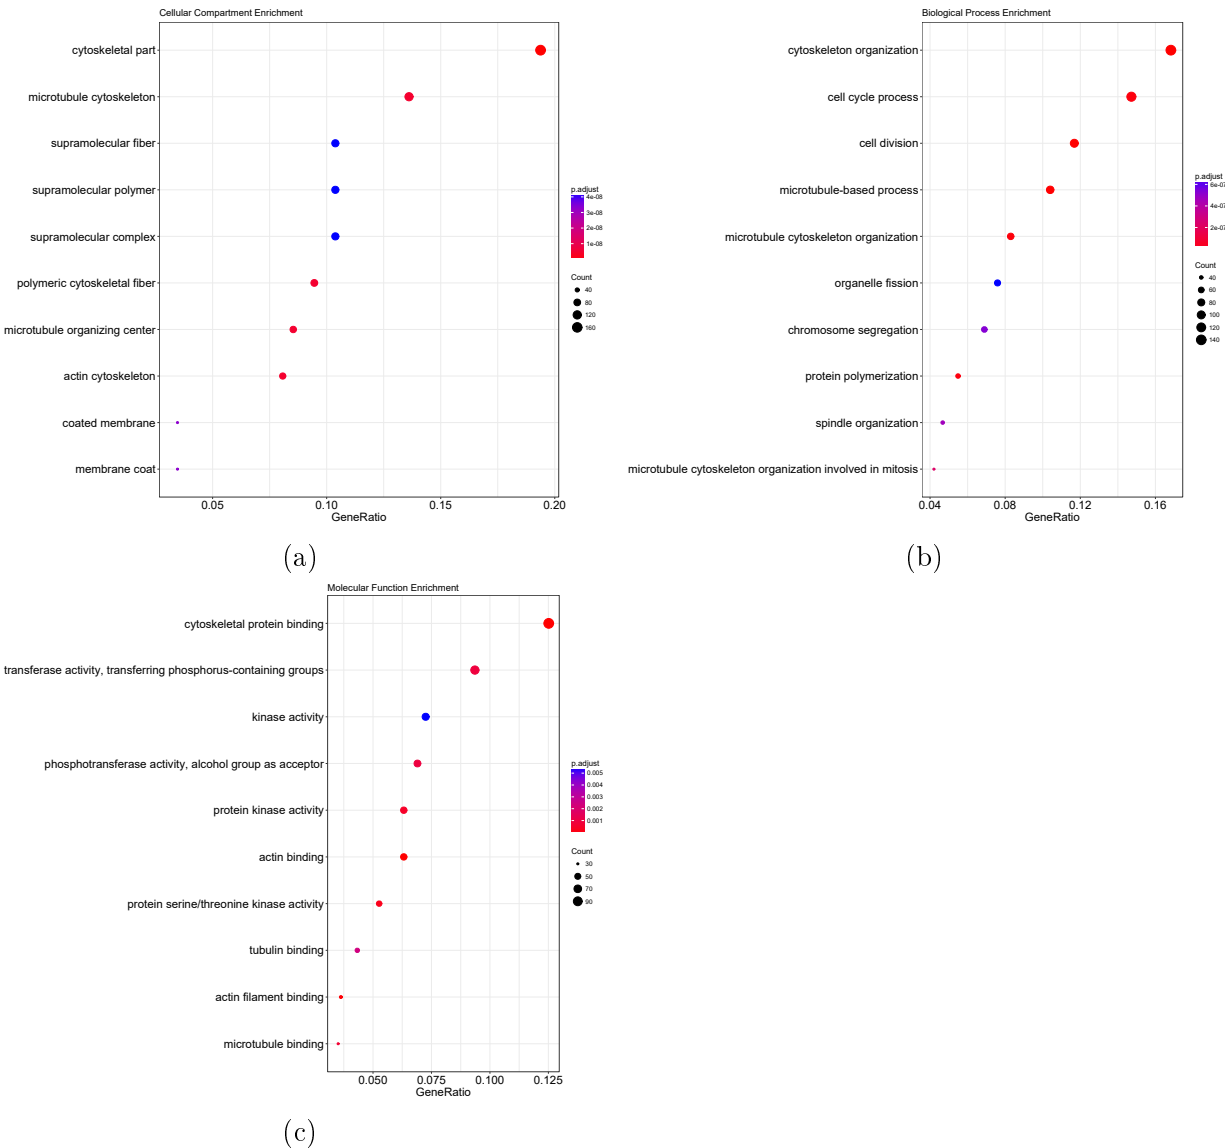 Cellular Compartment Enrichment
cytoskeletal part
microtubule cytoskeleton
supramolecular fiber
supramolecular polymer
supramolecular complex
polymeric cytoskeletal fiber
microtubule organizing center
actin cytoskeleton
coated membrane
membrane coat
0.05 0.10 0.15 0.20
GeneRatio
p.adjust
4e-08
3e-08
2e-08
1e-08
Count
40
80
120
160
(a)
Biological Process Enrichment
cytoskeleton organization
cell cycle process
cell division
microtubule-based process
microtubule cytoskeleton organization
organelle fission
chromosome segregation
protein polymerization
spindle organization
microtubule cytoskeleton organization involved in mitosis
0.04 0.08 0.12 0.16
GeneRatio
p.adjust
6e-07
4e-07
2e-07
Count
40
60
80
100
120
140
(b)
Molecular Function Enrichment
cytoskeletal protein binding
transferase activity, transferring phosphorus-containing groups
kinase activity
phosphotransferase activity, alcohol group as acceptor
protein kinase activity
actin binding
protein serine/threonine kinase activity
tubulin binding
actin filament binding
microtubule binding
0.050 0.075 0.100 0.125
GeneRatio
p.adjust
0.005
0.004
0.003
0.002
0.001
Count
30
50
70
90
(c)